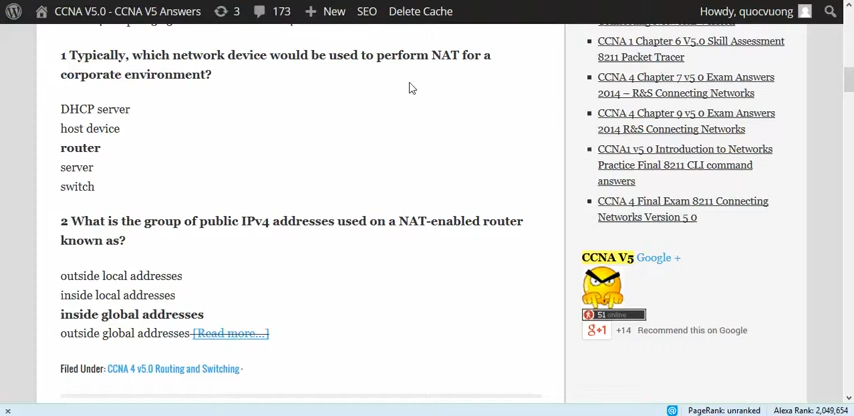 CCNA V5.0 - CCNA V5 Answers 3 173 New SEO Delete Cache Howdy, quocvuong
1 Typically, which network device would be used to perform NAT for a
corporate environment?
DHCP server
host device
router
server
switch
2 What is the group of public IPv4 addresses used on a NAT-enabled router
known as?
outside local addresses
inside local addresses
inside global addresses
outside global addresses [Read more...]
Filed Under: CCNA 4 v5.0 Routing and Switching ·
CCNA 1 Chapter 6 V5.0 Skill Assessment
8211 Packet Tracer
CCNA 4 Chapter 7 v5 0 Exam Answers
2014 – R&S Connecting Networks
CCNA 4 Chapter 9 v5 0 Exam Answers
2014 R&S Connecting Networks
CCNA1 v5 0 Introduction to Networks
Practice Final 8211 CLI command
answers
CCNA 4 Final Exam 8211 Connecting
Networks Version 5 0
CCNA V5 Google +
51 online
g+1 +14 Recommend this on Google
PageRank: unranked Alexa Rank: 2,049,654